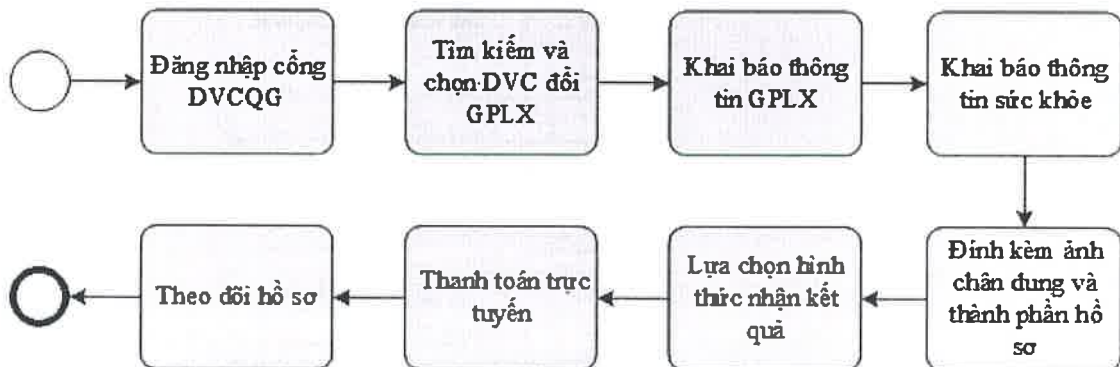 Đăng nhập cổng
DVCQG
Tìm kiếm và
chọn DVC đổi
GPLX
Khai báo thông
tin GPLX
Khai báo thông
tin sức khỏe
Đính kèm ảnh
chân dung và
thành phần hồ
sơ
Lựa chọn hình
thức nhận kết
quả
Thanh toán trực
tuyến
Theo dõi hồ sơ